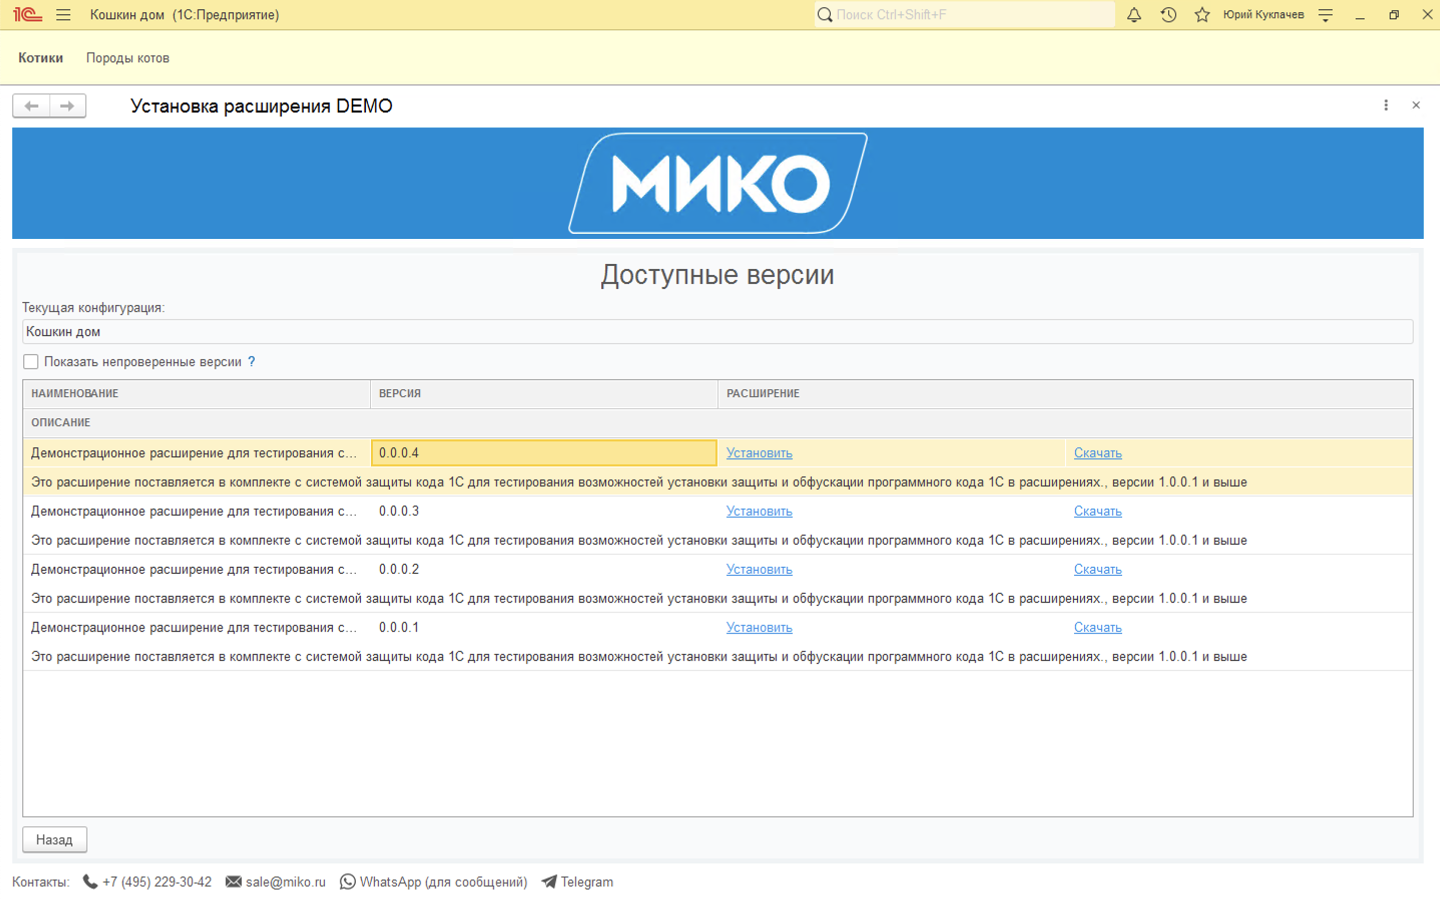 1С Кошкин дом (1С:Предприятие) Поиск Ctrl+Shift+F Юрий Куклачев
Котики Породы котов
Установка расширения DEMO
МИКО
Доступные версии
Текущая конфигурация:
Кошкин дом
Показать непроверенные версии ?
НАИМЕНОВАНИЕ ВЕРСИЯ РАСШИРЕНИЕ
ОПИСАНИЕ
Демонстрационное расширение для тестирования с... 0.0.0.4 Установить Скачать
Это расширение поставляется в комплекте с системой защиты кода 1С для тестирования возможностей установки защиты и обфускации программного кода 1С в расширениях., версии 1.0.0.1 и выше
Демонстрационное расширение для тестирования с... 0.0.0.3 Установить Скачать
Это расширение поставляется в комплекте с системой защиты кода 1С для тестирования возможностей установки защиты и обфускации программного кода 1С в расширениях., версии 1.0.0.1 и выше
Демонстрационное расширение для тестирования с... 0.0.0.2 Установить Скачать
Это расширение поставляется в комплекте с системой защиты кода 1С для тестирования возможностей установки защиты и обфускации программного кода 1С в расширениях., версии 1.0.0.1 и выше
Демонстрационное расширение для тестирования с... 0.0.0.1 Установить Скачать
Это расширение поставляется в комплекте с системой защиты кода 1С для тестирования возможностей установки защиты и обфускации программного кода 1С в расширениях., версии 1.0.0.1 и выше
Назад
Контакты: +7 (495) 229-30-42 sale@miko.ru WhatsApp (для сообщений) Telegram